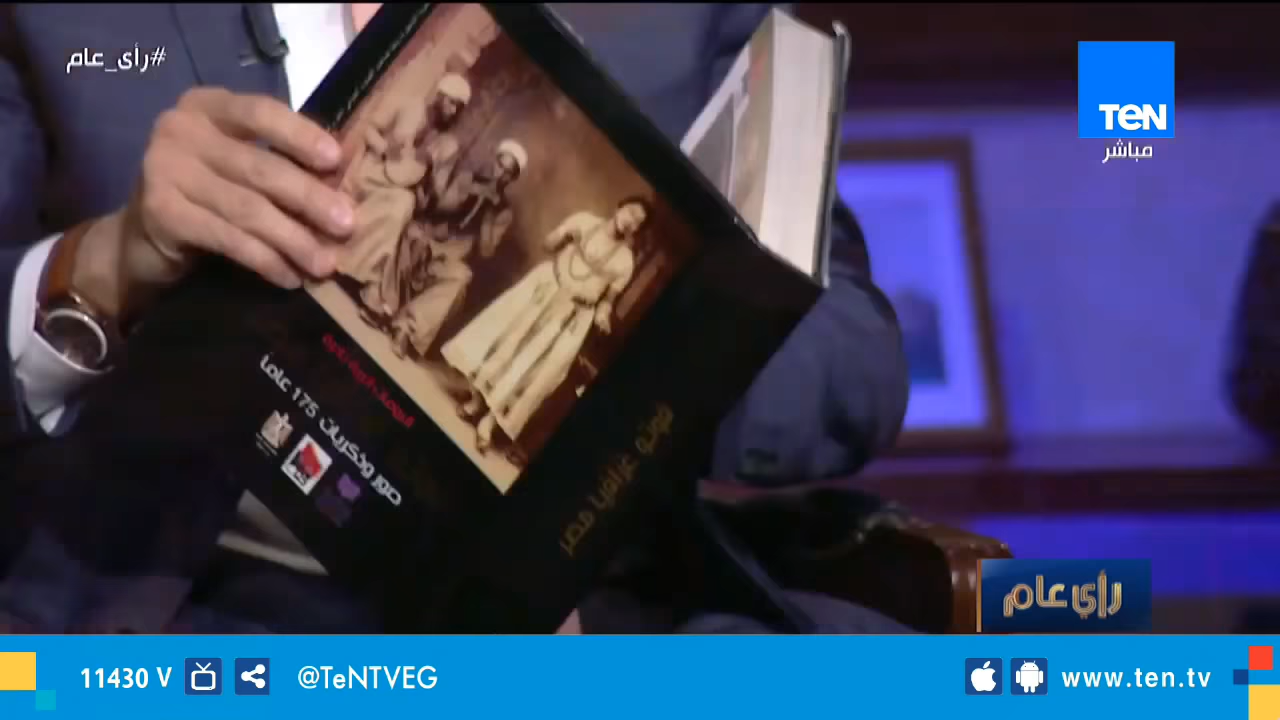 #رأى_عام
TEN
مباشر
صور وذكريات 175 عاماً
فوتوغرافيا مصر
رأي عام
11430 V
@TeNTVEG
www.ten.tv